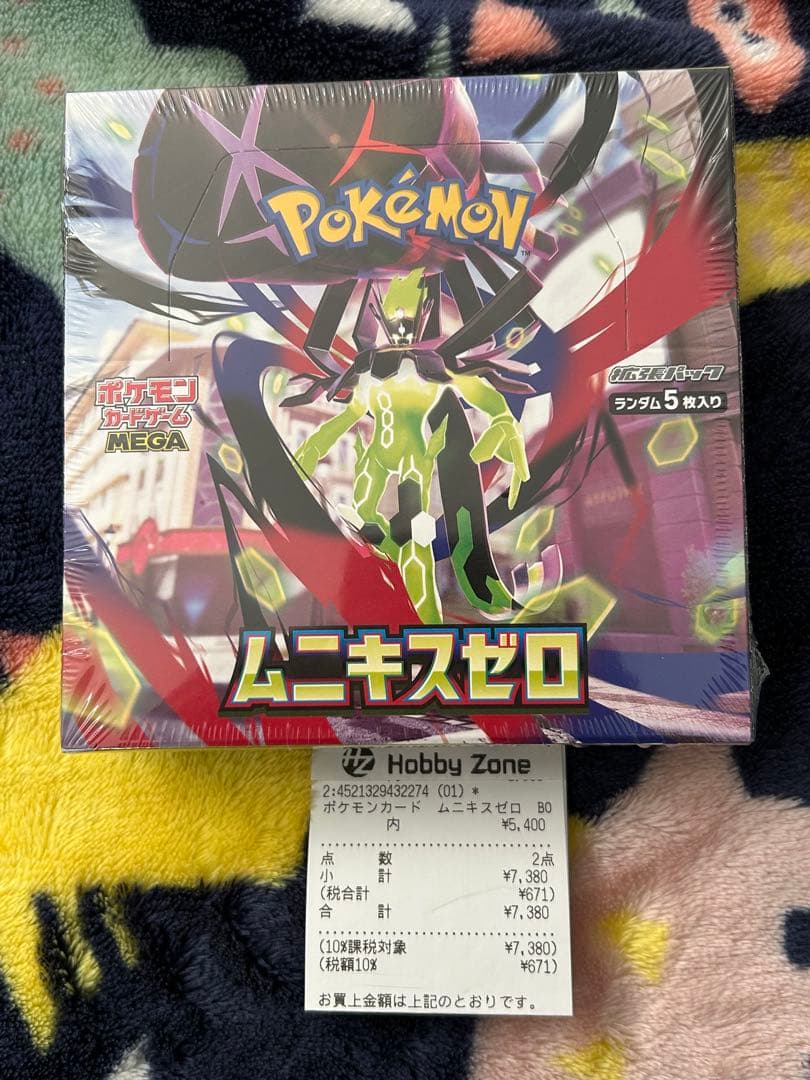 POKéMON
TM
ポケモン
カードゲーム
MEGA
拡張パック
ランダム5枚入り
ムニキスゼロ
HZ Hobby Zone
2:4521329432274 (01) *
ポケモンカード ムニキスゼロ BO
内 ¥5,400
点 数 2点
小 計 ¥7,380
(税合計 ¥671)
合 計 ¥7,380
(10%課税対象 ¥7,380)
(税額10% ¥671)
お買上金額は上記のとおりです。